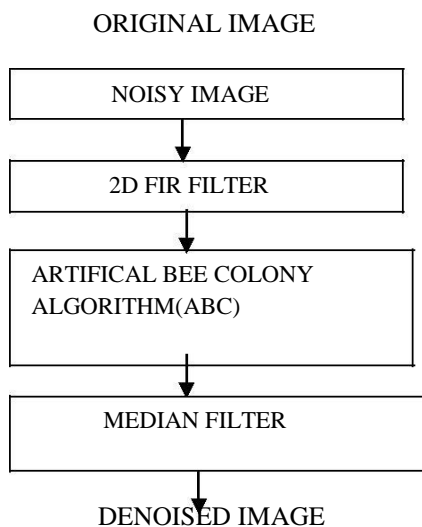 ORIGINAL IMAGE
NOISY IMAGE
2D FIR FILTER
ARTIFICAL BEE COLONY
ALGORITHM(ABC)
MEDIAN FILTER
DENOISED IMAGE